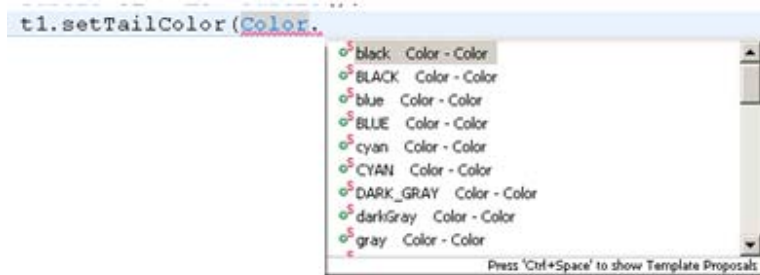 t1.setTailColor(Color.
black Color - Color
BLACK Color - Color
blue Color - Color
BLUE Color - Color
cyan Color - Color
CYAN Color - Color
DARK_GRAY Color - Color
darkGray Color - Color
gray Color - Color
Press 'Ctrl+Space' to show Template Proposals